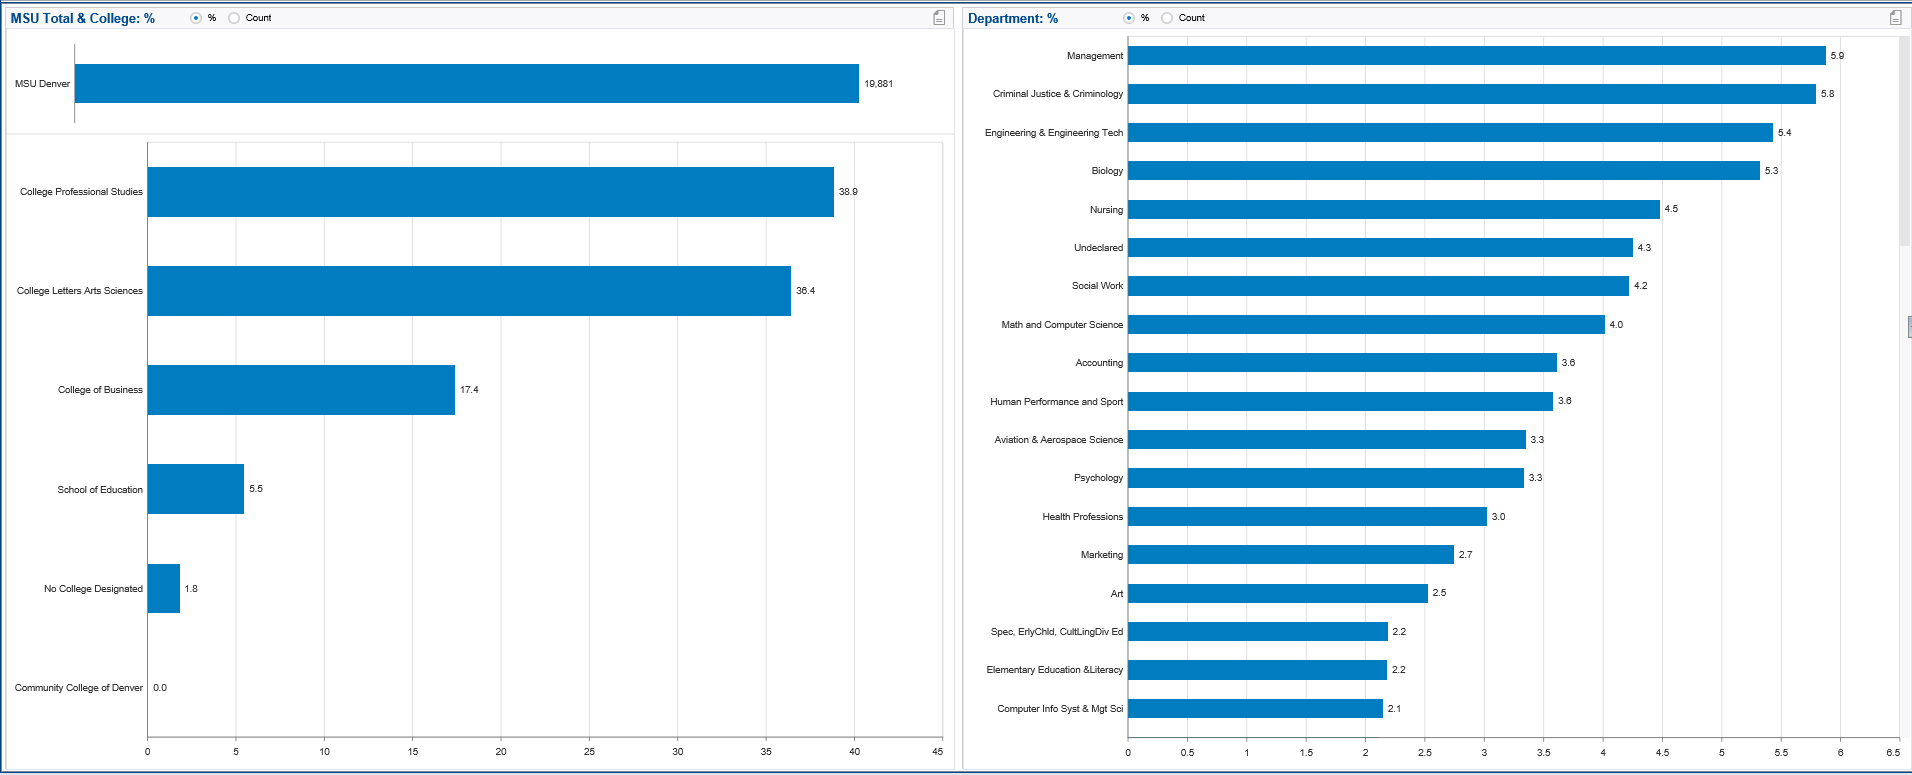 MSU Total & College: %
% Count
MSU Denver 19,881
College Professional Studies 38.9
College Letters Arts Sciences 36.4
College of Business 17.4
School of Education 5.5
No College Designated 1.8
Community College of Denver 0.0
0 5 10 15 20 25 30 35 40 45
Department: %
% Count
Management 5.9
Criminal Justice & Criminology 5.8
Engineering & Engineering Tech 5.4
Biology 5.3
Nursing 4.5
Undeclared 4.3
Social Work 4.2
Math and Computer Science 4.0
Accounting 3.6
Human Performance and Sport 3.6
Aviation & Aerospace Science 3.3
Psychology 3.3
Health Professions 3.0
Marketing 2.7
Art 2.5
Spec, ErlyChld, CultLingDiv Ed 2.2
Elementary Education &Literacy 2.2
Computer Info Syst & Mgt Sci 2.1
0 0.5 1 1.5 2 2.5 3 3.5 4 4.5 5 5.5 6 6.5